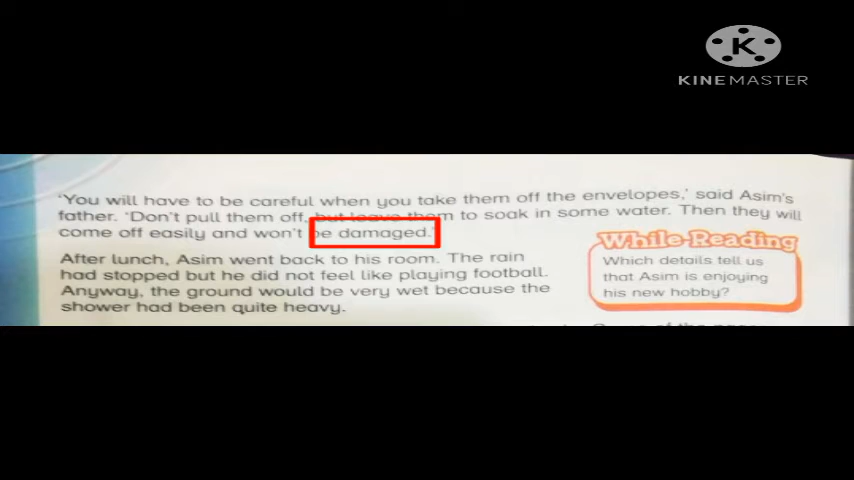 KINEMASTER
'You will have to be careful when you take them off the envelopes,' said Asim's
father. 'Don't pull them off, but leave them to soak in some water. Then they will
come off easily and won't be damaged.'
After lunch, Asim went back to his room. The rain
had stopped but he did not feel like playing football.
Anyway, the ground would be very wet because the
shower had been quite heavy.
While-Reading
Which details tell us
that Asim is enjoying
his new hobby?